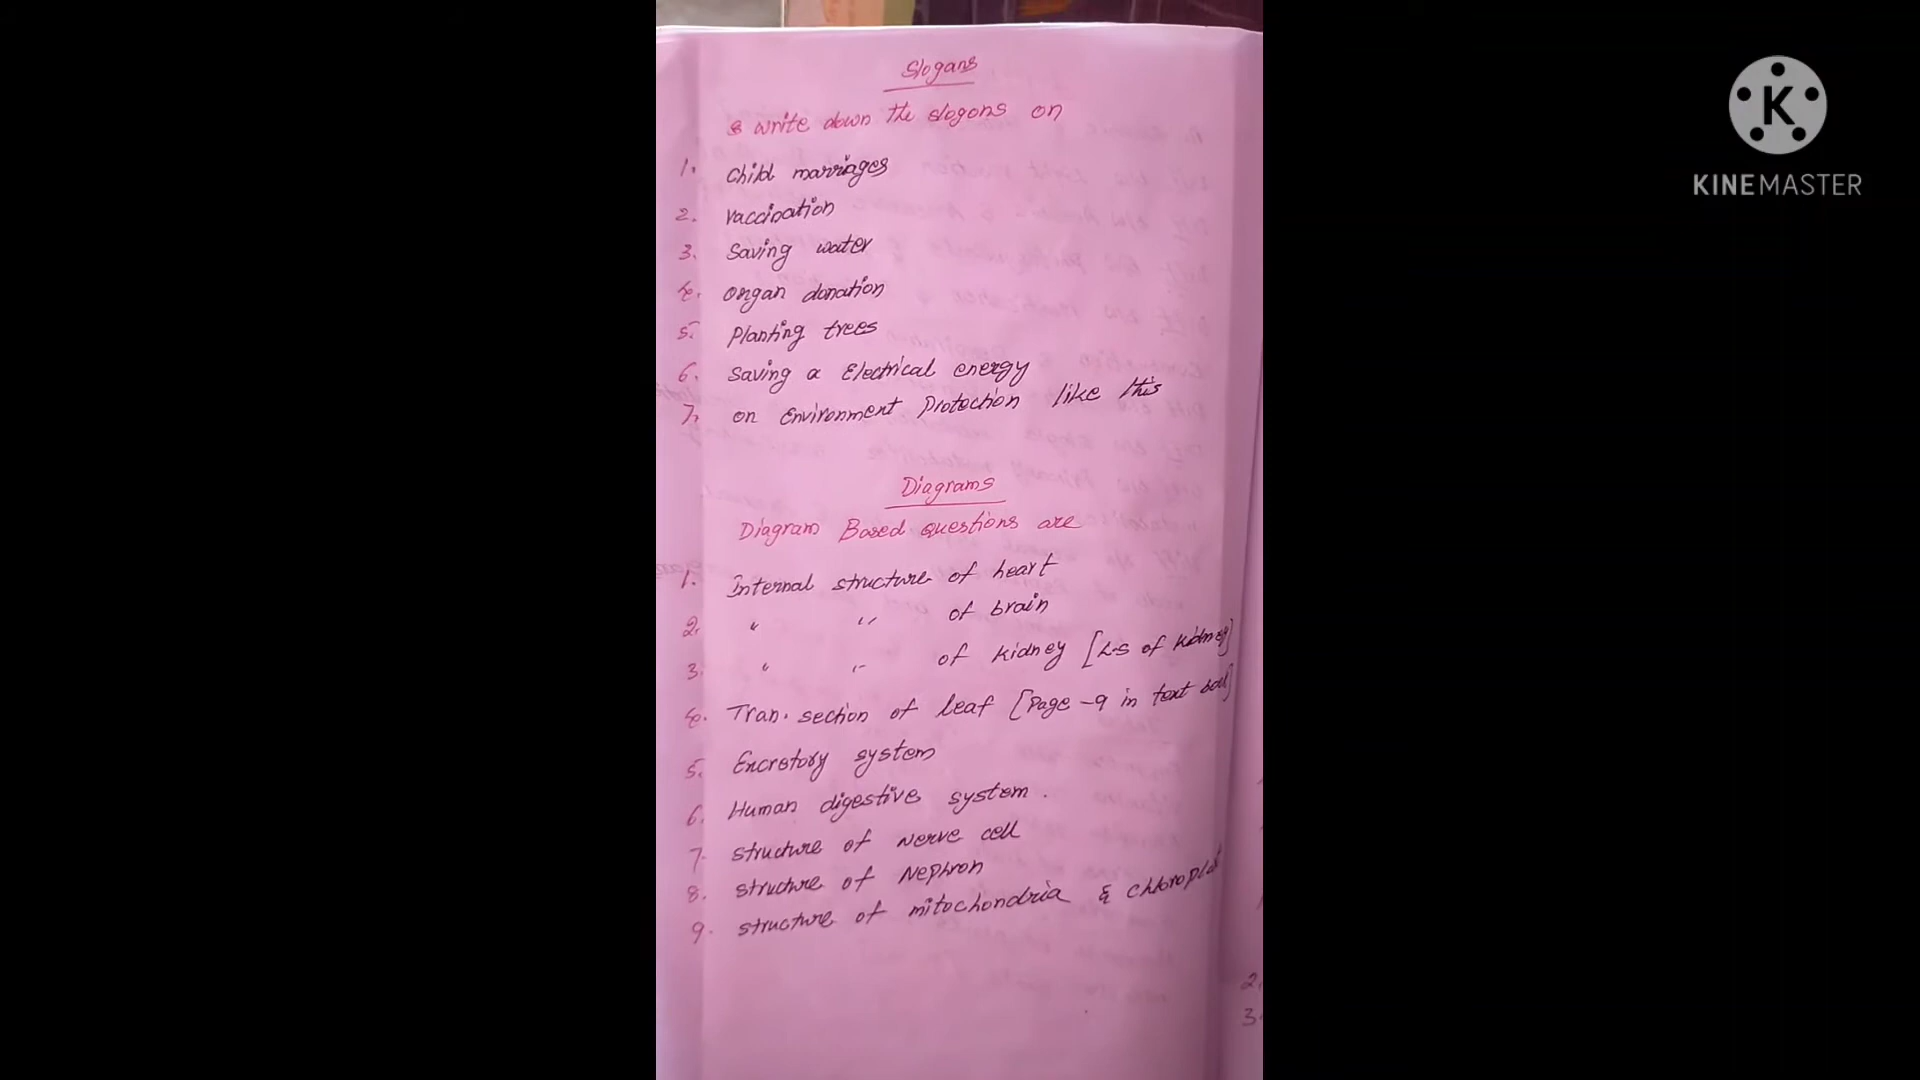 Slogans
& write down the slogons on
1. Child marriages
2. Vaccination
3. Saving water
4. Organ donation
5. Planting trees
6. Saving a Electrical energy
7. on Environment Protection like this
Diagrams
Diagram Based questions are
1. Internal structure of heart
2. " " of brain
3. " " of kidney [L.S of kidney]
4. Tran. section of leaf [Page -9 in text book]
5. Excretory system
6. Human digestive system.
7. structure of Nerve cell
8. structure of Nephron
9. structure of mitochondria &
2.
3.
K
KINEMASTER